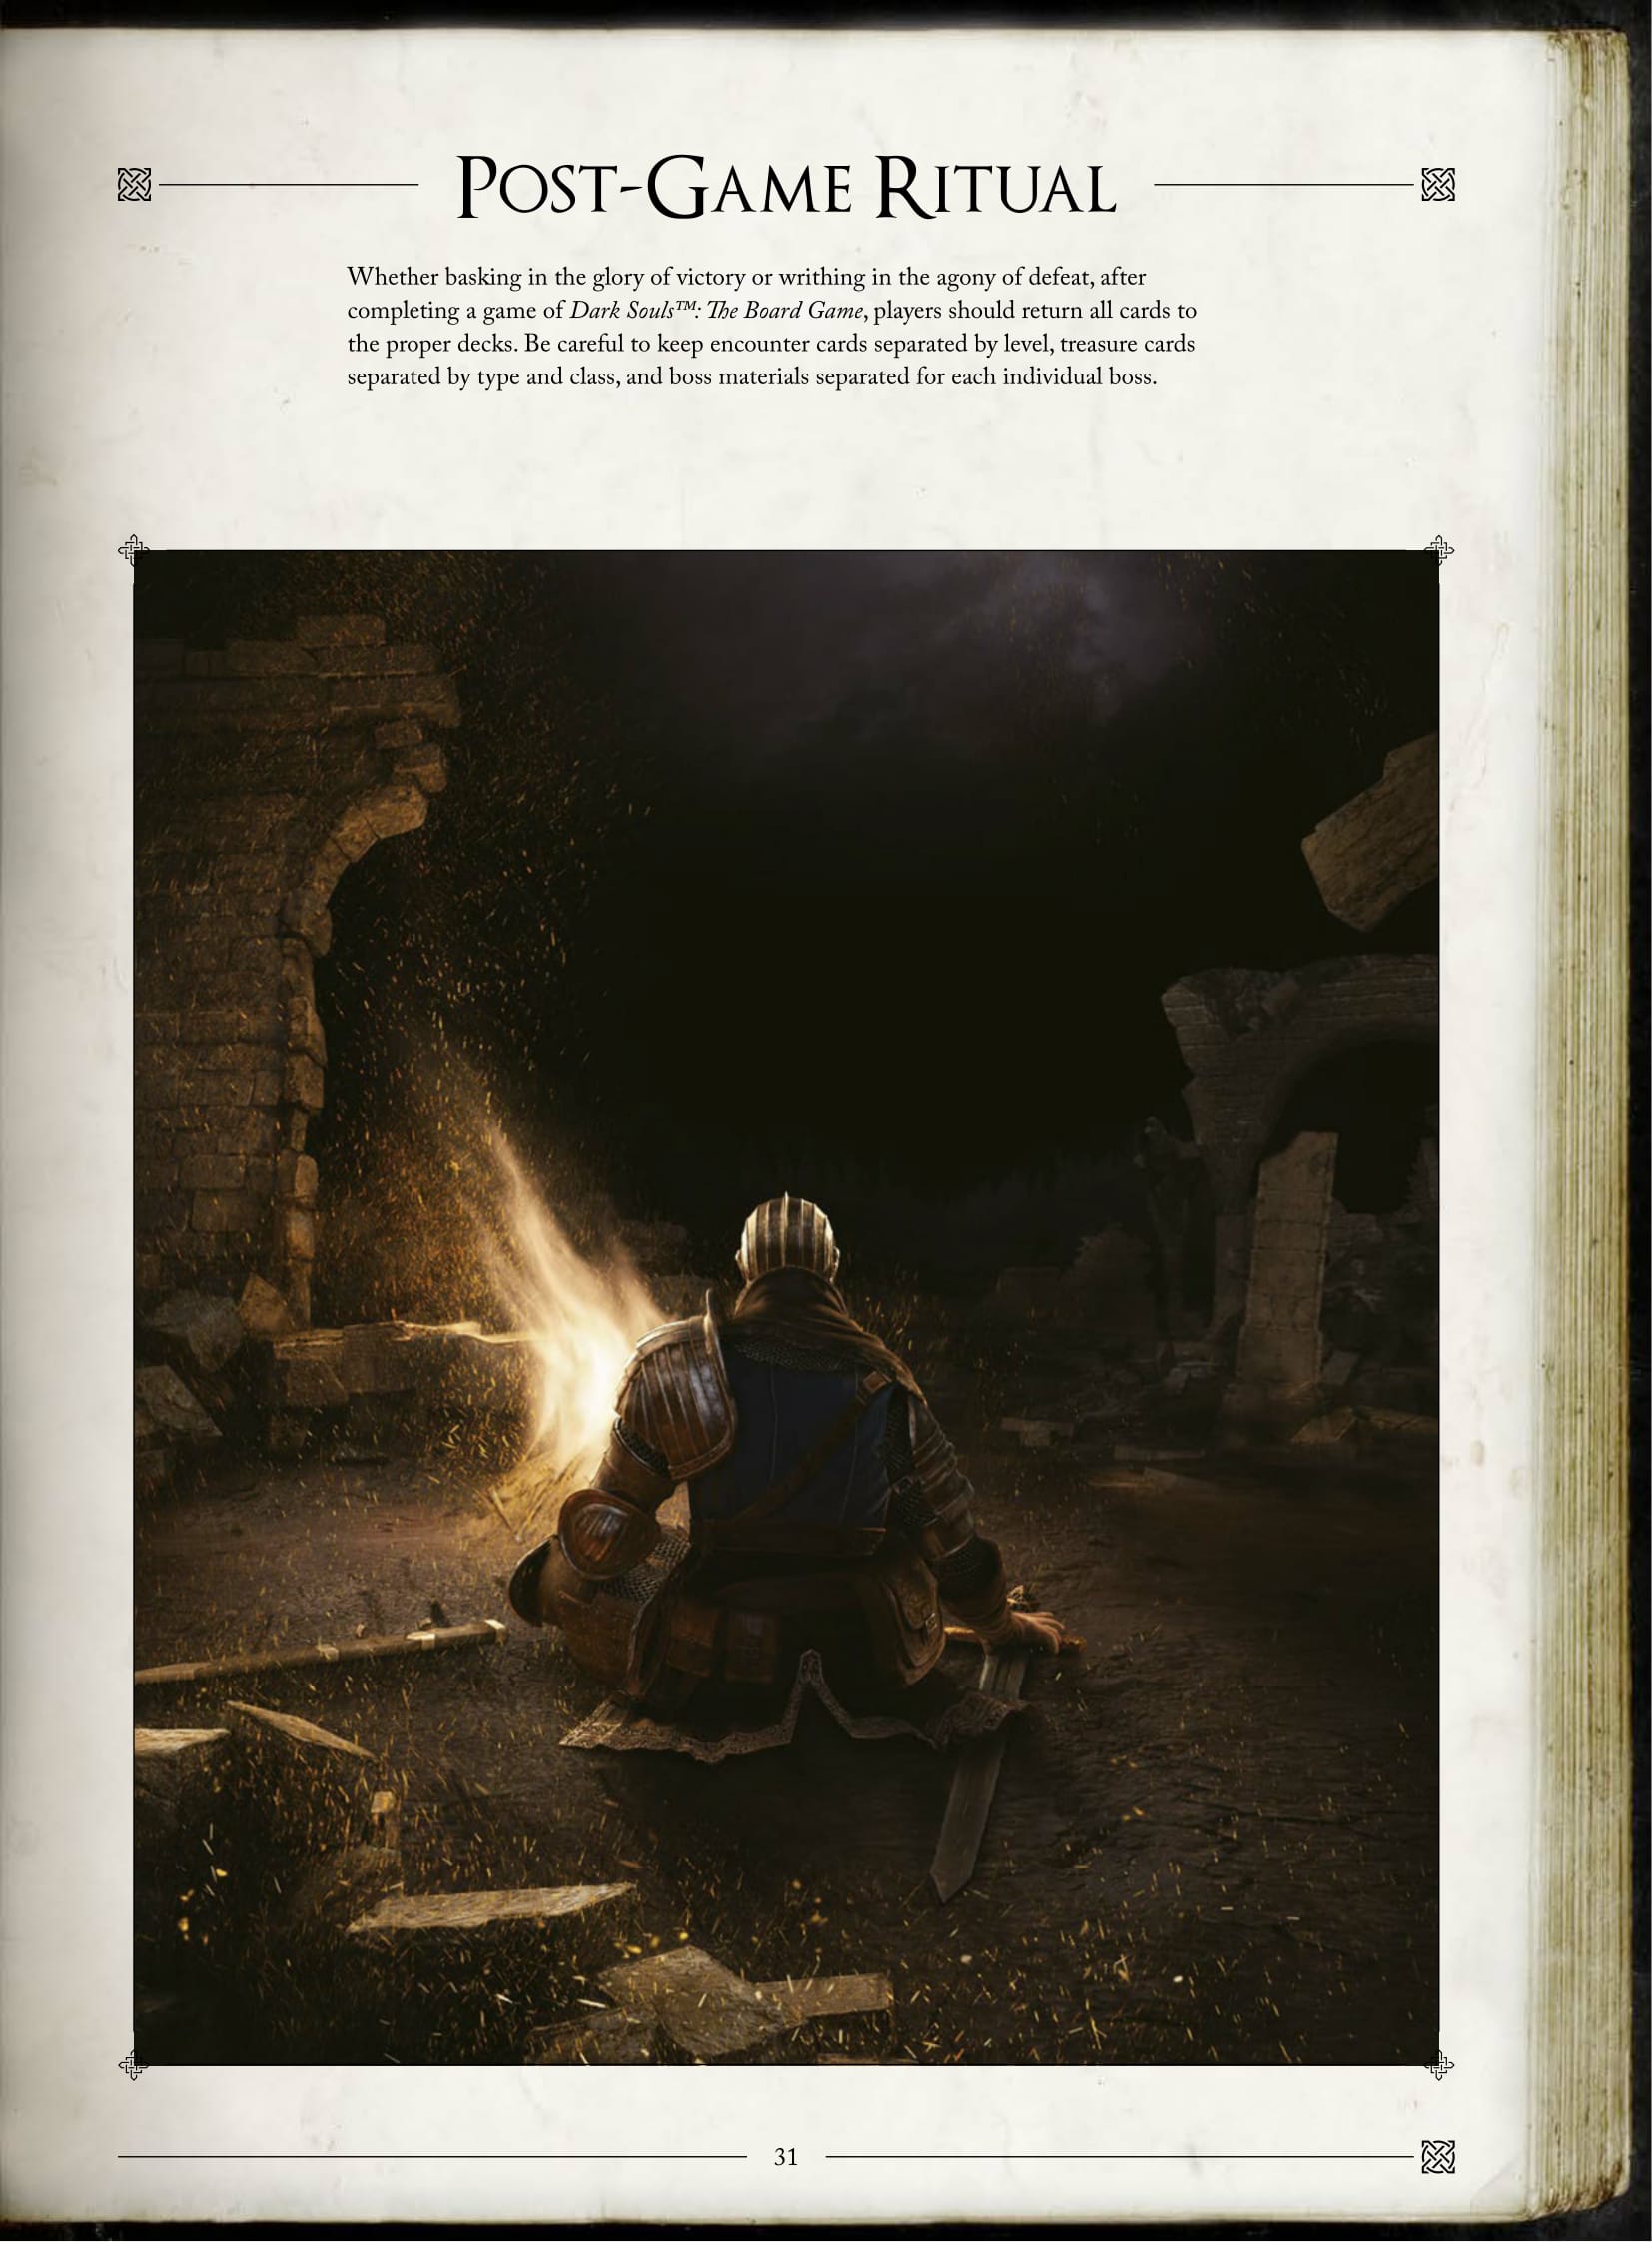 Post-Game Ritual
Whether basking in the glory of victory or writhing in the agony of defeat, after
completing a game of Dark Souls™: The Board Game, players should return all cards to
the proper decks. Be careful to keep encounter cards separated by level, treasure cards
separated by type and class, and boss materials separated for each individual boss.
31